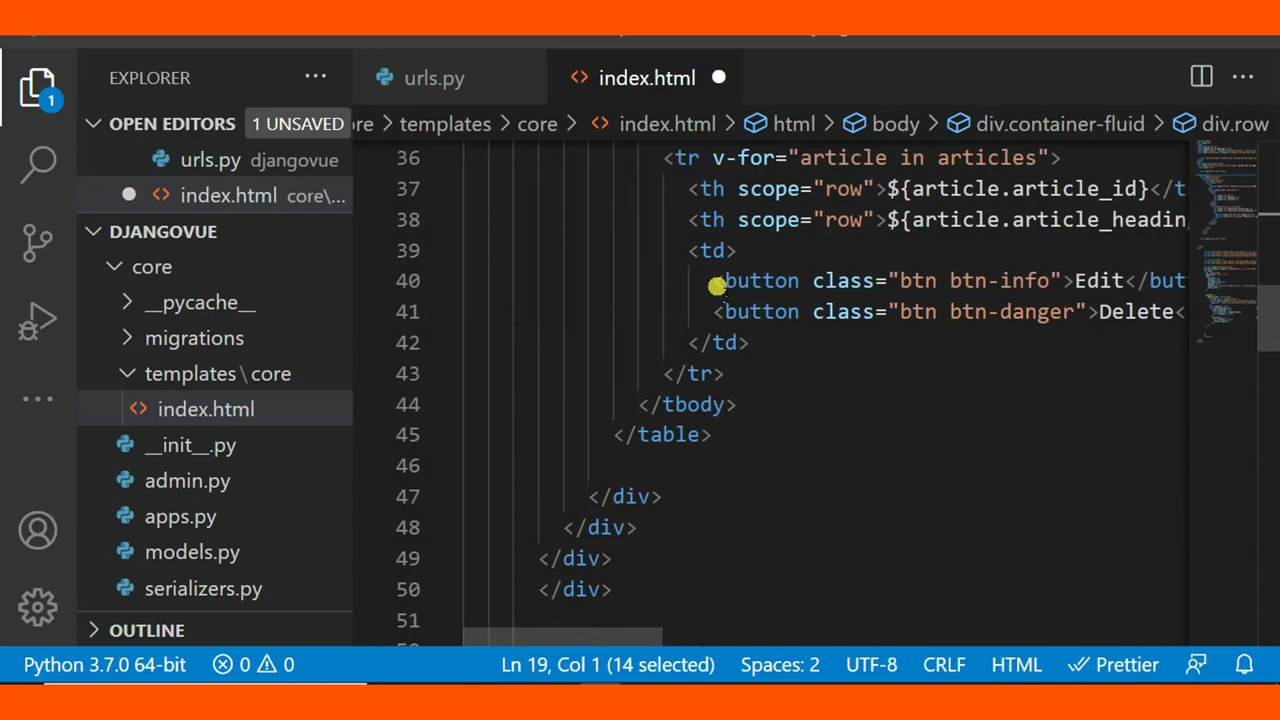 EXPLORER
urls.py
index.html
OPEN EDITORS
1 UNSAVED
templates > core > index.html > html > body > div.container-fluid > div.row
urls.py djangovue
index.html core\...
DJANGOVUE
core
__pycache__
migrations
templates\core
index.html
__init__.py
admin.py
apps.py
models.py
serializers.py
OUTLINE
36 <tr v-for="article in articles">
37 <th scope="row">${article.article_id}</t
38 <th scope="row">${article.article_headin
39 <td>
40 <button class="btn btn-info">Edit</but
41 <button class="btn btn-danger">Delete<
42 </td>
43 </tr>
44 </tbody>
45 </table>
46
47 </div>
48 </div>
49 </div>
50 </div>
51
Python 3.7.0 64-bit 0 0 Ln 19, Col 1 (14 selected) Spaces: 2 UTF-8 CRLF HTML Prettier
1